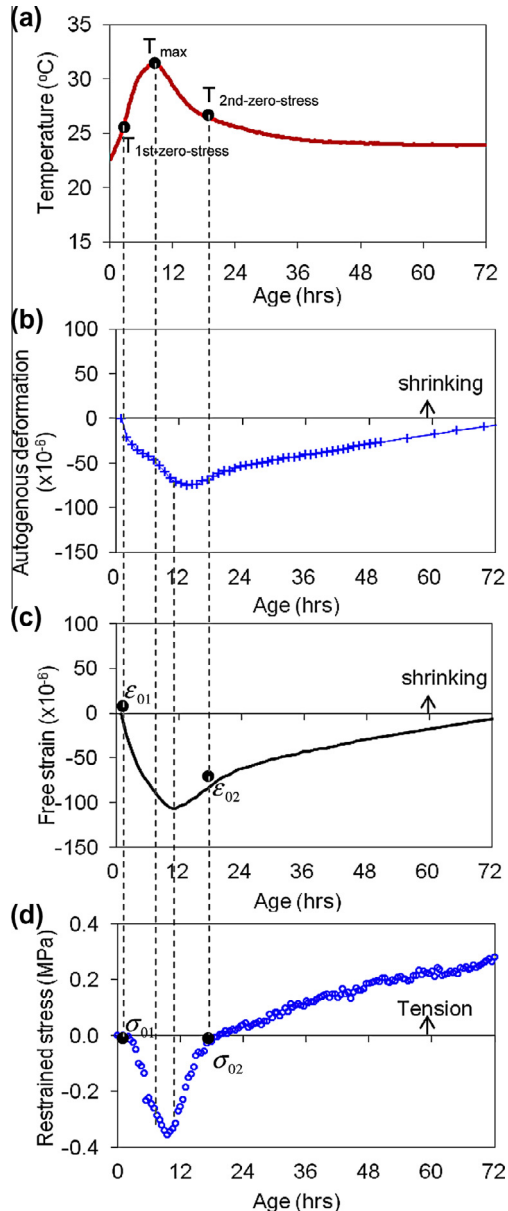 (a)
35
30
25
20
15
Temperature (ºC)
T max
T 2nd-zero-stress
T 1st-zero-stress
0 12 24 36 48 60 72
Age (hrs)
(b)
100
50
0
-50
-100
-150
Autogenous deformation
(x10-6)
shrinking
0 12 24 36 48 60 72
Age (hrs)
(c)
100
50
0
-50
-100
-150
Free strain (x10-6)
shrinking
ε01
ε02
0 12 24 36 48 60 72
Age (hrs)
(d)
0.4
0.2
0.0
-0.2
-0.4
Restrained stress (MPa)
σ01
σ02
Tension
0 12 24 36 48 60 72
Age (hrs)